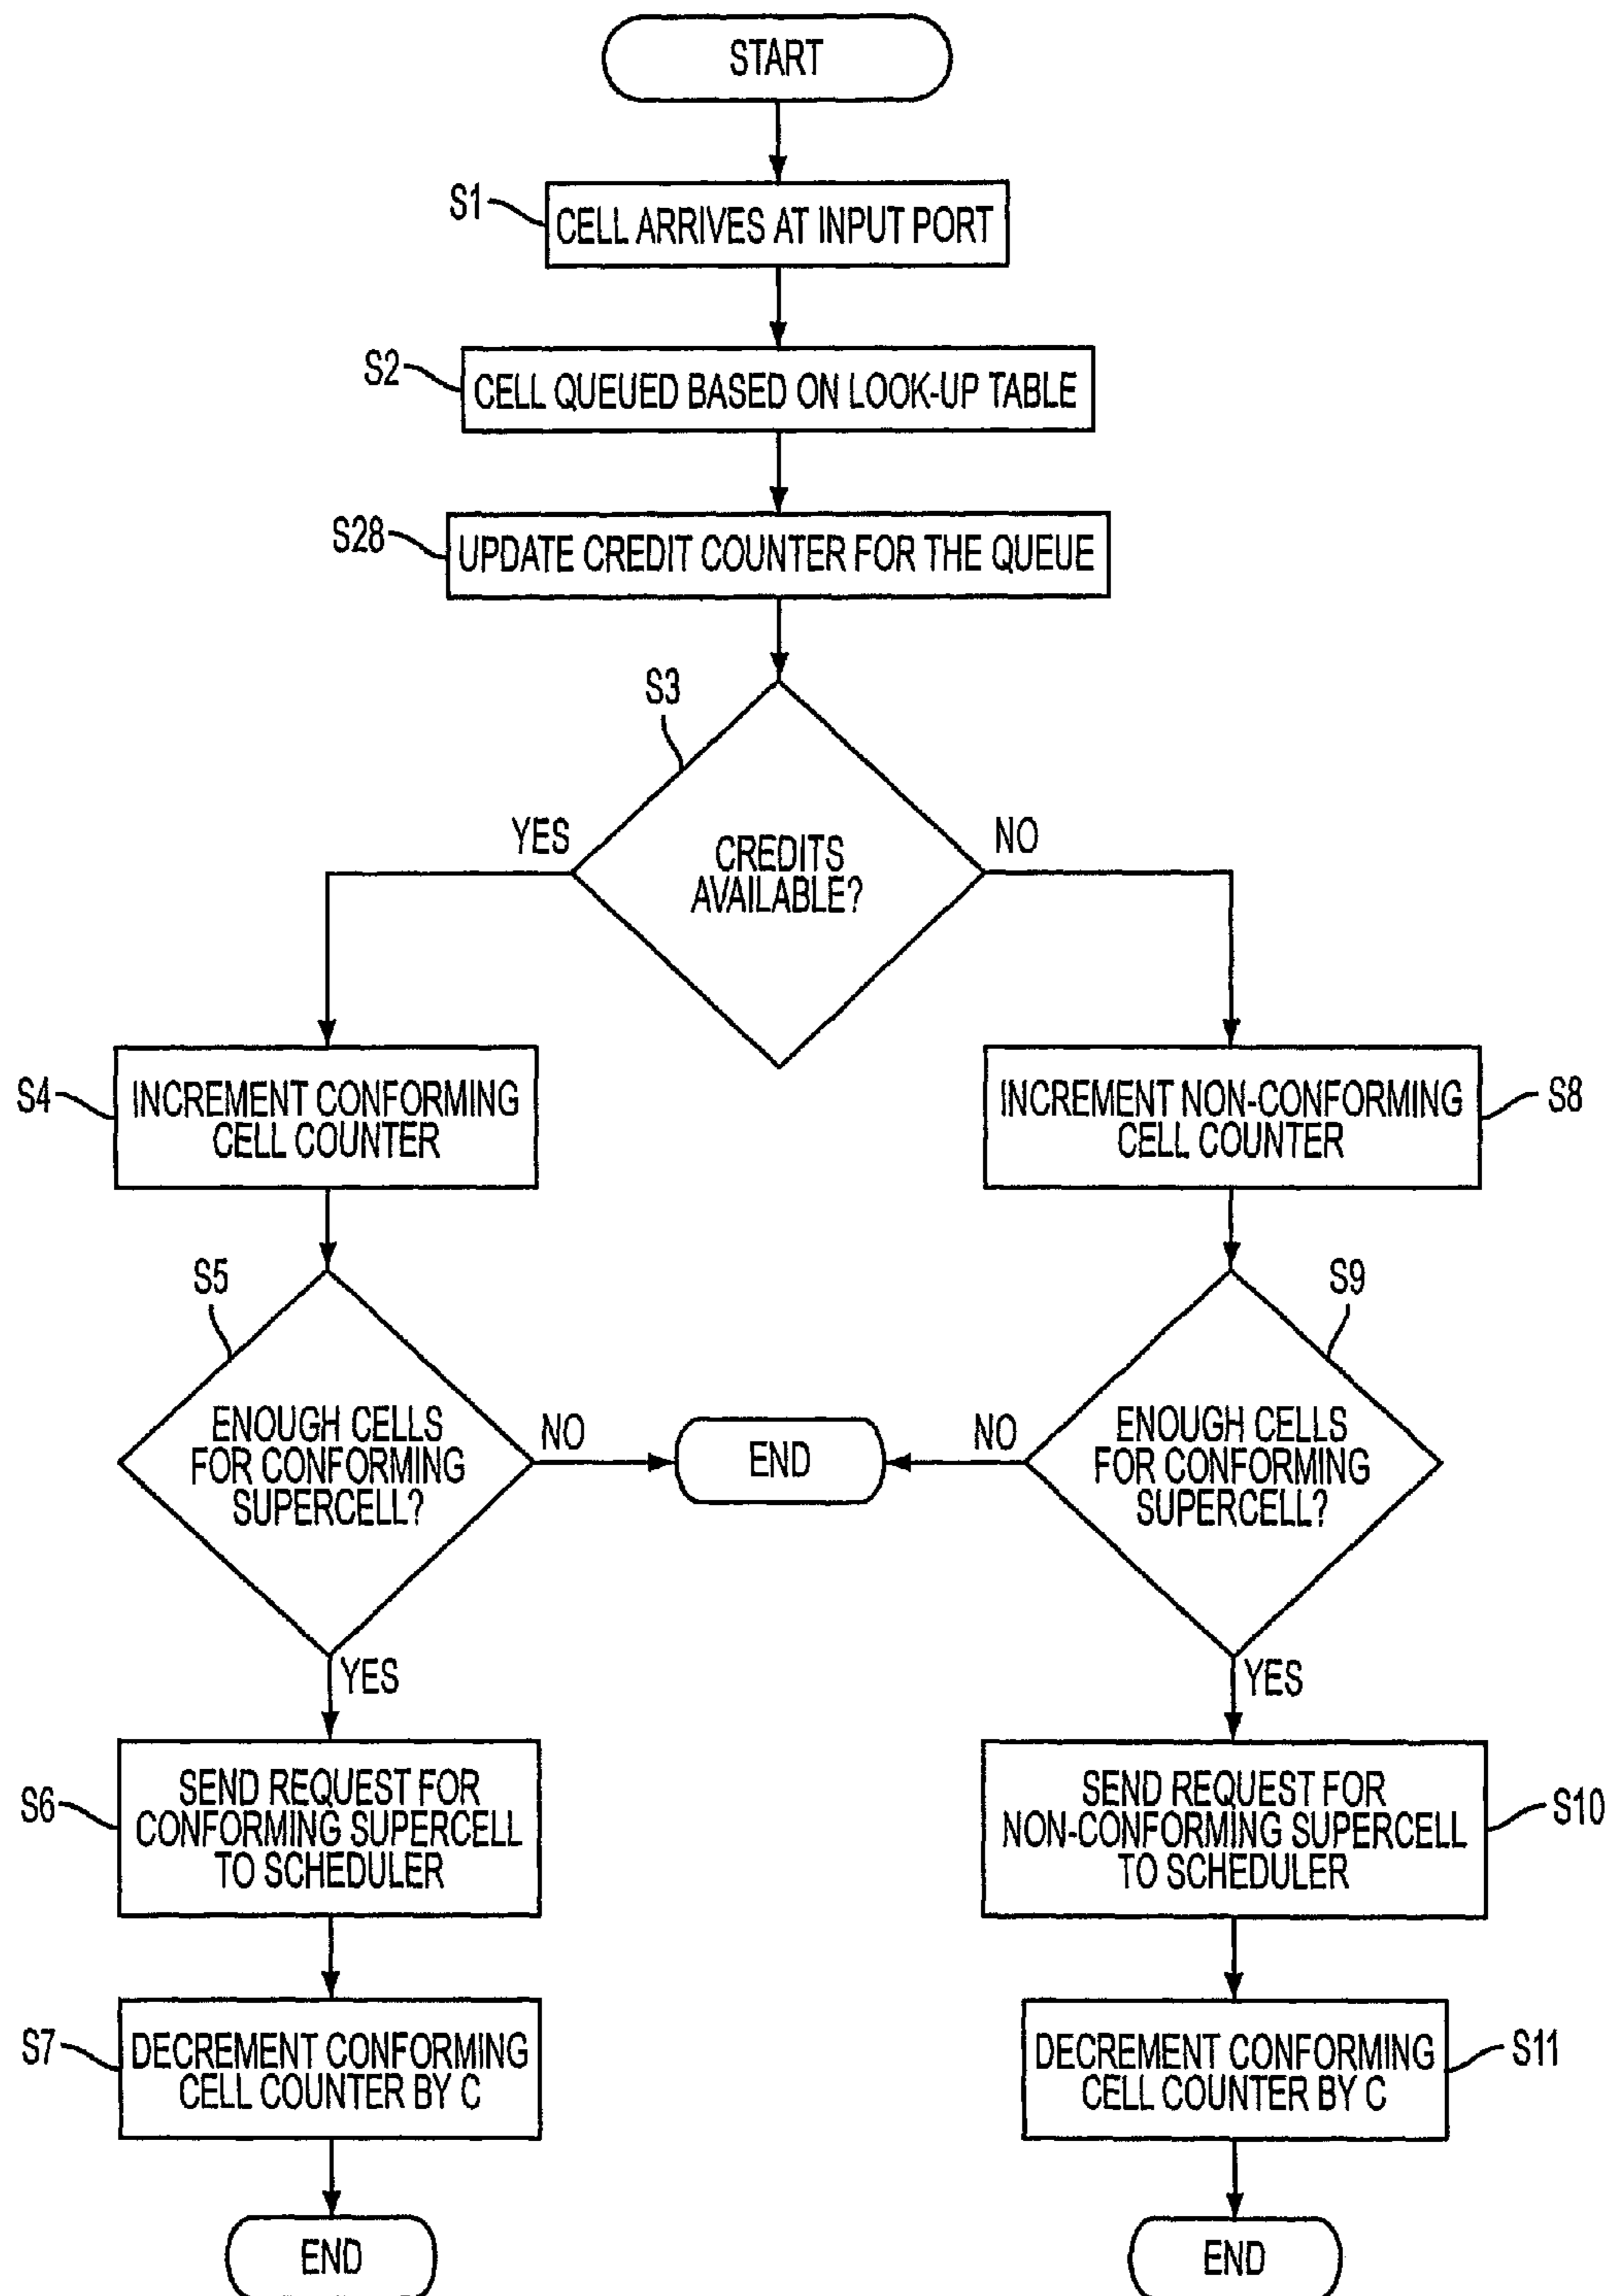 START
S1
CELL ARRIVES AT INPUT PORT
S2
CELL QUEUED BASED ON LOOK-UP TABLE
S28
UPDATE CREDIT COUNTER FOR THE QUEUE
S3
YES
CREDITS
AVAILABLE?
NO
S4
INCREMENT CONFORMING
CELL COUNTER
INCREMENT NON-CONFORMING
CELL COUNTER
S8
S5
ENOUGH CELLS
FOR CONFORMING
SUPERCELL?
NO
END
NO
S9
ENOUGH CELLS
FOR CONFORMING
SUPERCELL?
YES
YES
S6
SEND REQUEST FOR
CONFORMING SUPERCELL
TO SCHEDULER
SEND REQUEST FOR
NON-CONFORMING SUPERCELL
TO SCHEDULER
S10
S7
DECREMENT CONFORMING
CELL COUNTER BY C
DECREMENT CONFORMING
CELL COUNTER BY C
S11
END
END